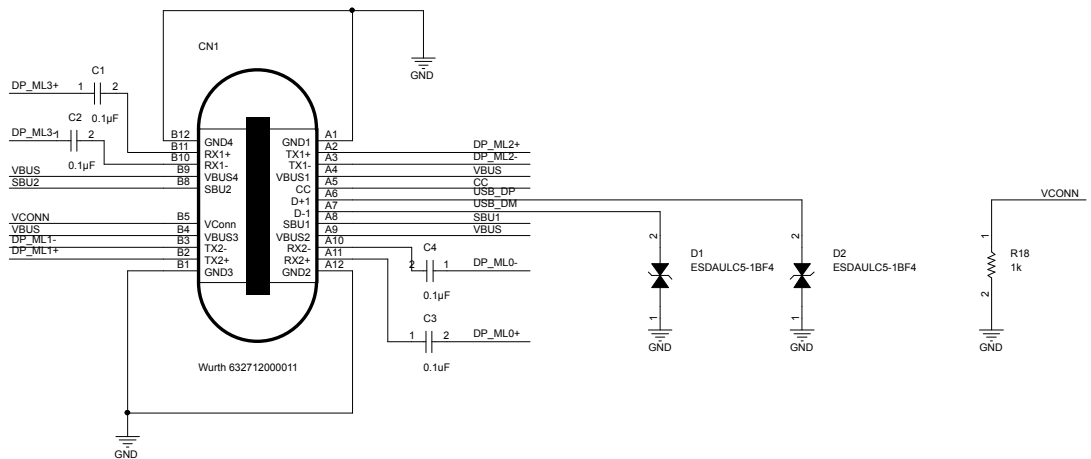 CN1
GND
C1
DP_ML3+ 1 2
0.1µF
C2
DP_ML3- 1 2
0.1µF
B12 GND4 GND1 A1
B11 RX1+ TX1+ A2 DP_ML2+
B10 RX1- TX1- A3 DP_ML2-
VBUS B9 VBUS4 VBUS1 A4 VBUS
SBU2 B8 SBU2 CC A5 CC
D+1 A6 USB_DP
D-1 A7 USB_DM
VCONN B5 VConn SBU1 A8 SBU1
VBUS B4 VBUS3 VBUS2 A9 VBUS
DP_ML1- B3 TX2- RX2- A10
DP_ML1+ B2 TX2+ RX2+ A11
B1 GND3 GND2 A12
C4
2 1 DP_ML0-
0.1µF
C3
1 2 DP_ML0+
0.1uF
Wurth 632712000011
GND
2
D1
ESDAULC5-1BF4
1
GND
2
D2
ESDAULC5-1BF4
1
GND
VCONN
1
R18
1k
2
GND